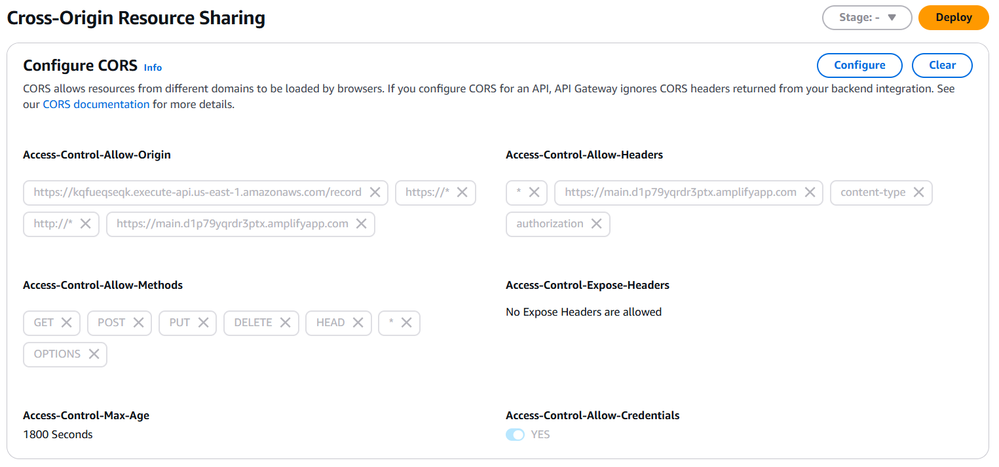 Cross-Origin Resource Sharing
Stage: -
Deploy
Configure CORS Info
Configure
Clear
CORS allows resources from different domains to be loaded by browsers. If you configure CORS for an API, API Gateway ignores CORS headers returned from your backend integration. See
our CORS documentation for more details.
Access-Control-Allow-Origin
https://kqfueqseqk.execute-api.us-east-1.amazonaws.com/record
https://*
http://*
https://main.d1p79yqrdr3ptx.amplifyapp.com
Access-Control-Allow-Headers
*
https://main.d1p79yqrdr3ptx.amplifyapp.com
content-type
authorization
Access-Control-Allow-Methods
GET
POST
PUT
DELETE
HEAD
*
OPTIONS
Access-Control-Expose-Headers
No Expose Headers are allowed
Access-Control-Max-Age
1800 Seconds
Access-Control-Allow-Credentials
YES